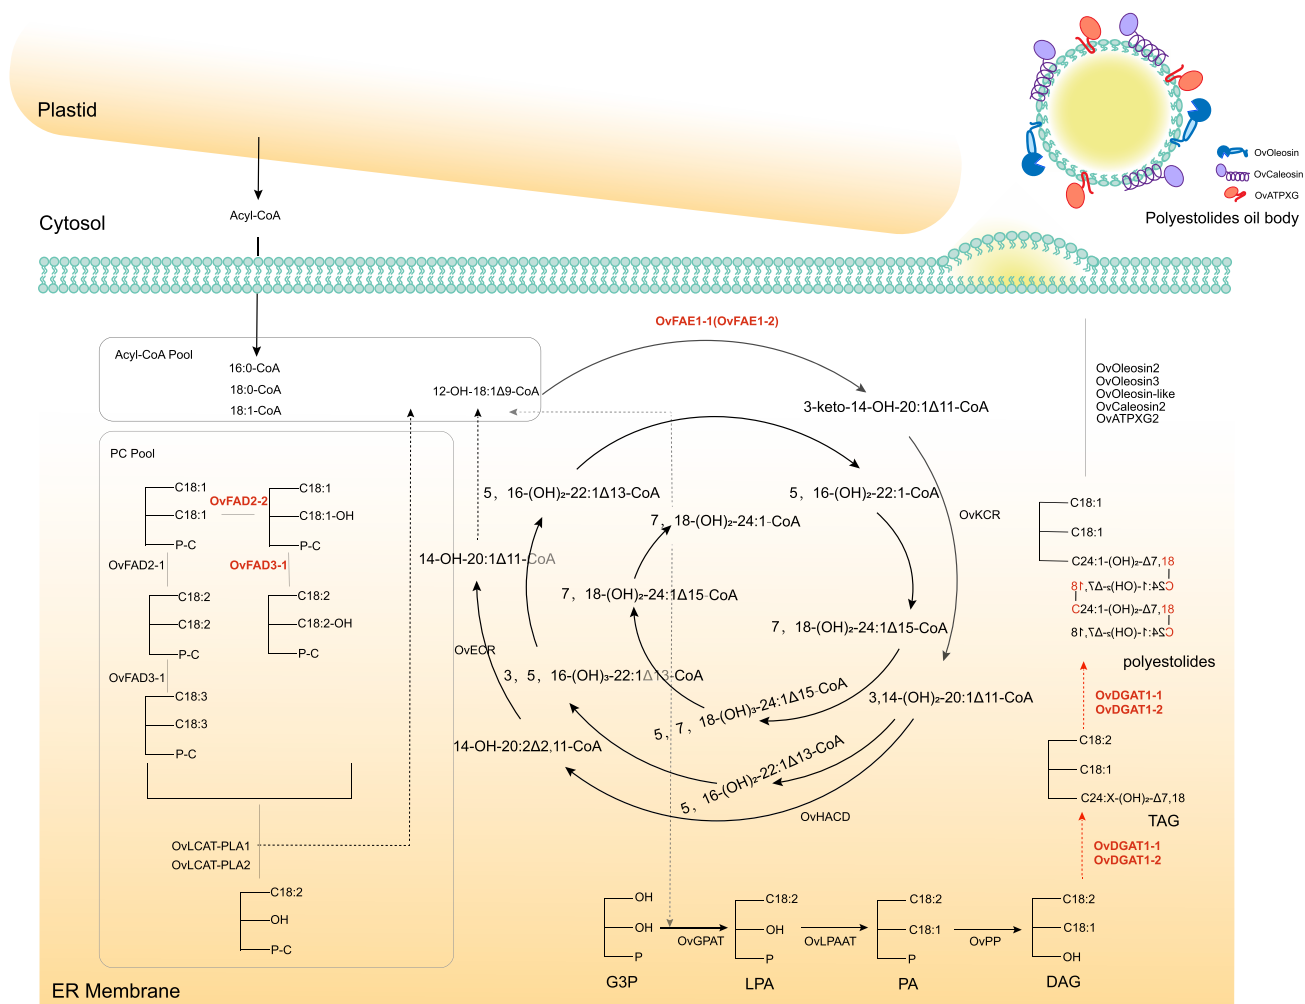 Plastid
Acyl-CoA
Cytosol
OvOleosin
OvCaleosin
OvATPXG
Polyestolides oil body
OvFAE1-1(OvFAE1-2)
Acyl-CoA Pool
16:0-CoA
18:0-CoA
18:1-CoA
12-OH-18:1Δ9-CoA
3-keto-14-OH-20:1Δ11-CoA
OvOleosin2
OvOleosin3
OvOleosin-like
OvCaleosin2
OvATPXG2
PC Pool
C18:1
C18:1
P-C
OvFAD2-2
C18:1
C18:1-OH
P-C
OvFAD2-1
OvFAD3-1
C18:2
C18:2
P-C
C18:2
C18:2-OH
P-C
OvFAD3-1
C18:3
C18:3
P-C
OvLCAT-PLA1
OvLCAT-PLA2
C18:2
OH
P-C
5, 16-(OH)₂-22:1Δ13-CoA
5, 16-(OH)₂-22:1-CoA
7, 18-(OH)₂-24:1-CoA
OvKCR
14-OH-20:1Δ11-CoA
7, 18-(OH)₂-24:1Δ15-CoA
7, 18-(OH)₂-24:1Δ15-CoA
OvECR
3, 5, 16-(OH)₃-22:1Δ13-CoA
5, 7, 18-(OH)₃-24:1Δ15-CoA
3,14-(OH)₂-20:1Δ11-CoA
14-OH-20:2Δ2,11-CoA
5, 16-(OH)₂-22:1Δ13-CoA
OvHACD
C18:1
C18:1
C24:1-(OH)-Δ7,18
C24:1-(OH)₂-Δ7,18
C24:1-(OH)₂-Δ7,18
C24:1-(OH)₂-Δ7,18
polyestolides
OvDGAT1-1
OvDGAT1-2
C18:2
C18:1
C24:X-(OH)₂-Δ7,18
TAG
OvDGAT1-1
OvDGAT1-2
OH
OH
P
G3P
OvGPAT
C18:2
OH
P
LPA
OvLPAAT
C18:2
C18:1
P
PA
OvPP
C18:2
C18:1
OH
DAG
ER Membrane